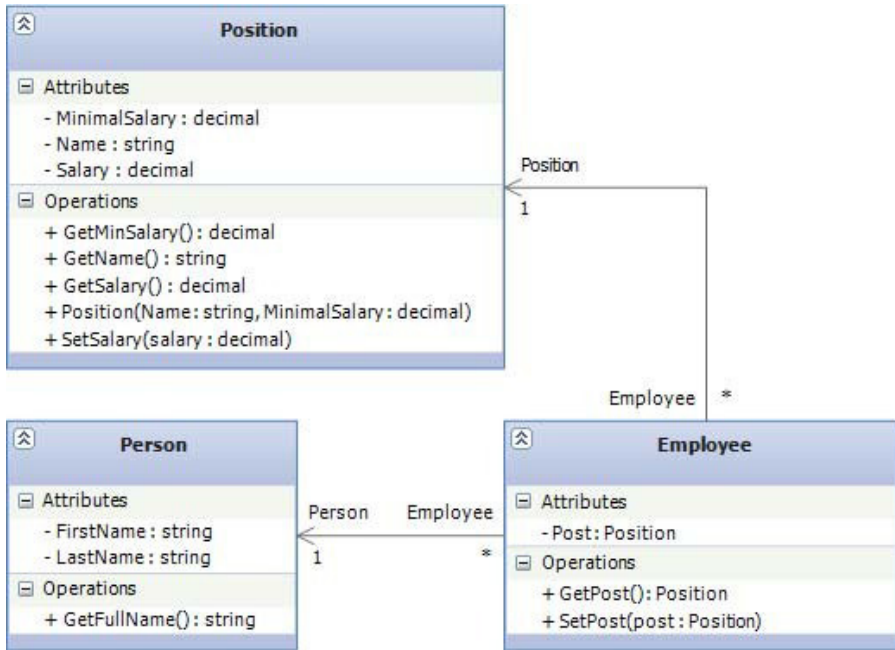 Position
Attributes
- MinimalSalary : decimal
- Name : string
- Salary : decimal
Operations
+ GetMinSalary() : decimal
+ GetName() : string
+ GetSalary() : decimal
+ Position(Name: string, MinimalSalary : decimal)
+ SetSalary(salary : decimal)
Position
1
Employee *
Person
Attributes
- FirstName : string
- LastName : string
Operations
+ GetFullName() : string
Person Employee
1 *
Employee
Attributes
- Post : Position
Operations
+ GetPost() : Position
+ SetPost(post : Position)